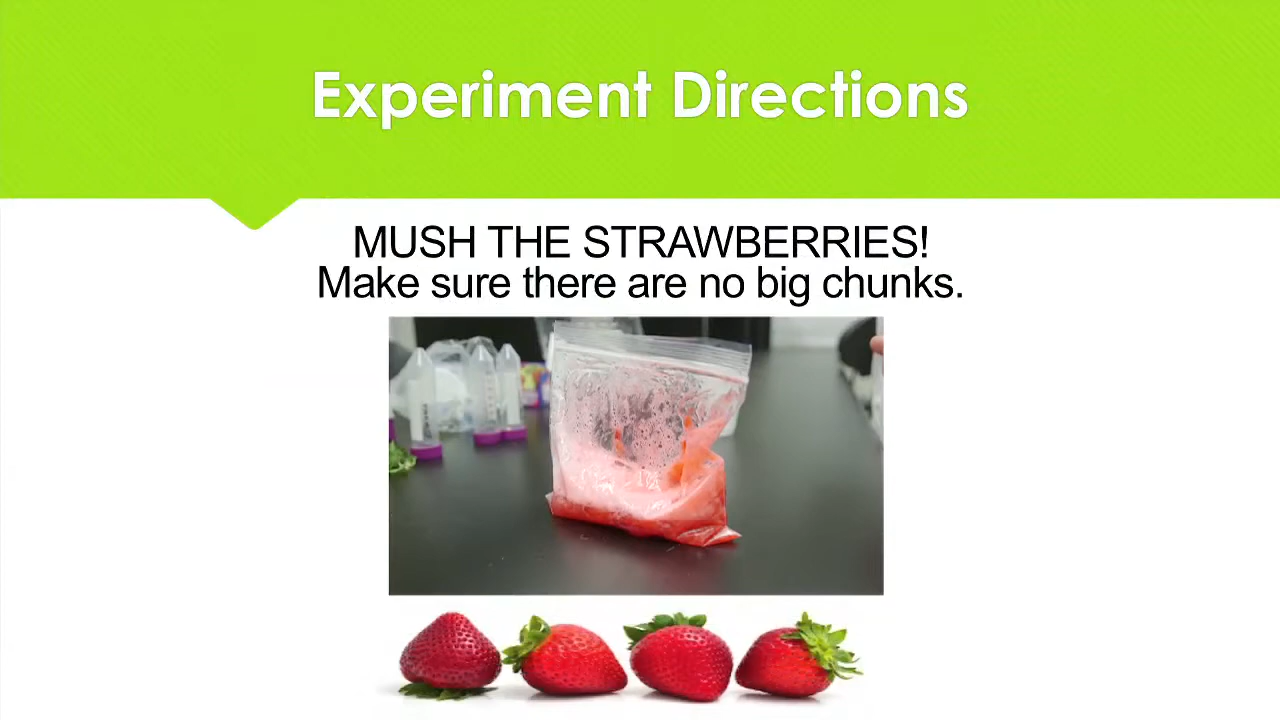 Experiment Directions
MUSH THE STRAWBERRIES!
Make sure there are no big chunks.